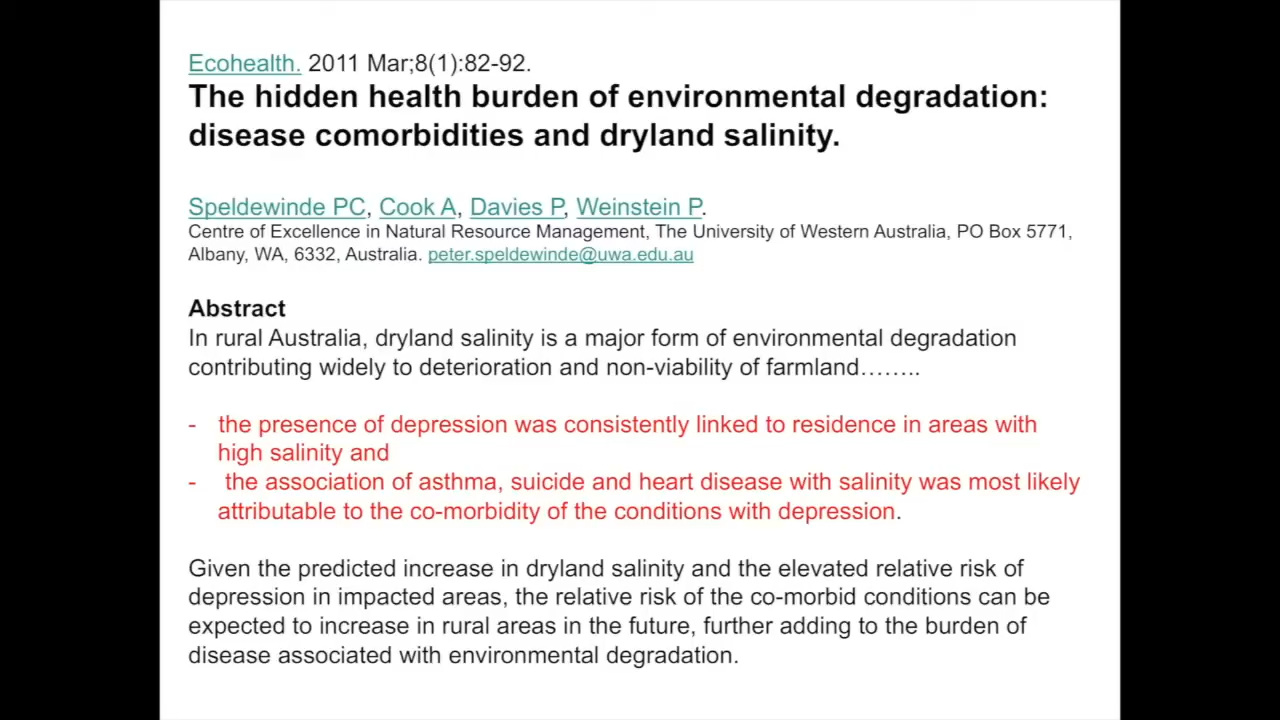 Ecohealth. 2011 Mar;8(1):82-92.
The hidden health burden of environmental degradation:
disease comorbidities and dryland salinity.
Speldewinde PC, Cook A, Davies P, Weinstein P.
Centre of Excellence in Natural Resource Management, The University of Western Australia, PO Box 5771,
Albany, WA, 6332, Australia. peter.speldewinde@uwa.edu.au
Abstract
In rural Australia, dryland salinity is a major form of environmental degradation
contributing widely to deterioration and non-viability of farmland……..
- the presence of depression was consistently linked to residence in areas with
high salinity and
- the association of asthma, suicide and heart disease with salinity was most likely
attributable to the co-morbidity of the conditions with depression.
Given the predicted increase in dryland salinity and the elevated relative risk of
depression in impacted areas, the relative risk of the co-morbid conditions can be
expected to increase in rural areas in the future, further adding to the burden of
disease associated with environmental degradation.